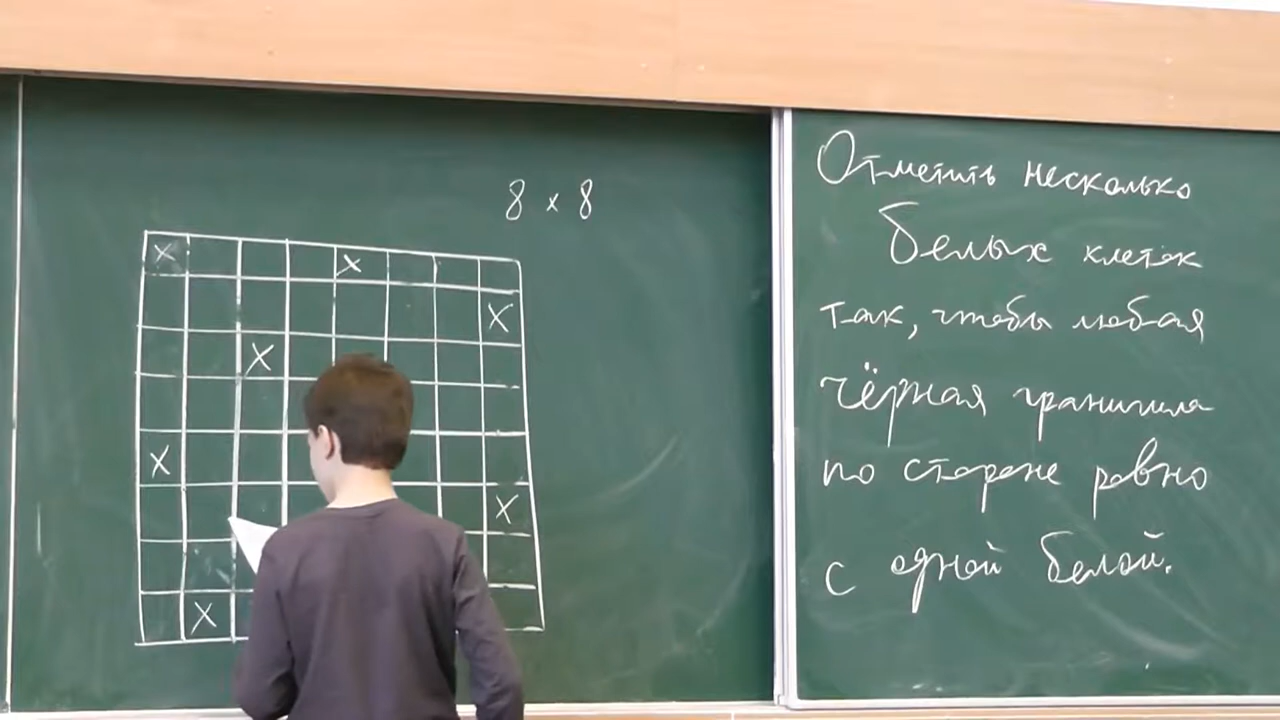 8 × 8
Отметить несколько
белых клеток
так, чтобы любая
чёрная граничила
по стороне ровно
с одной белой.
X X
X
X
X
X
X